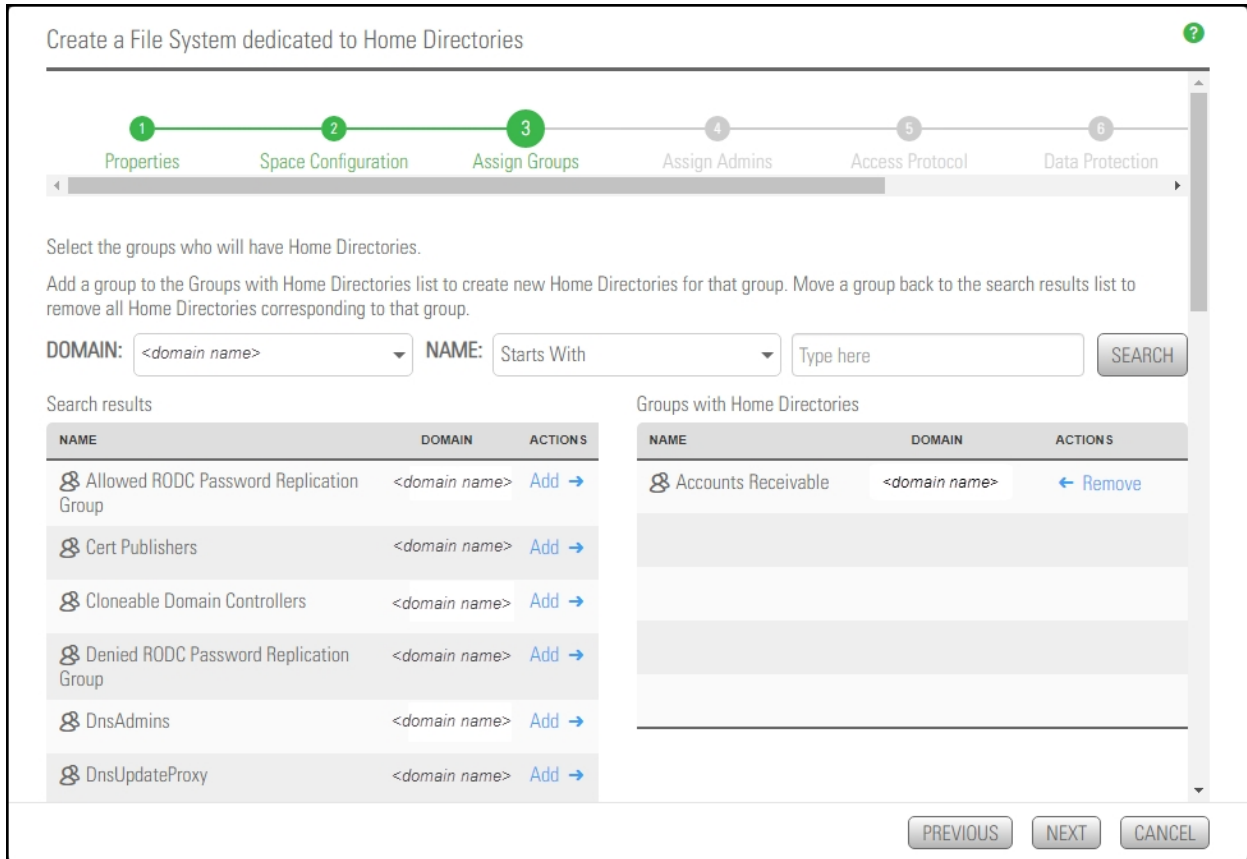 Create a File System dedicated to Home Directories
?
1 2 3 4 5 6
Properties Space Configuration Assign Groups Assign Admins Access Protocol Data Protection
Select the groups who will have Home Directories.
Add a group to the Groups with Home Directories list to create new Home Directories for that group. Move a group back to the search results list to
remove all Home Directories corresponding to that group.
DOMAIN: <domain name> NAME: Starts With Type here SEARCH
Search results
NAME DOMAIN ACTIONS
Allowed RODC Password Replication <domain name> Add →
Group
Cert Publishers <domain name> Add →
Cloneable Domain Controllers <domain name> Add →
Denied RODC Password Replication <domain name> Add →
Group
DnsAdmins <domain name> Add →
DnsUpdateProxy <domain name> Add →
Groups with Home Directories
NAME DOMAIN ACTIONS
Accounts Receivable <domain name> ← Remove
PREVIOUS NEXT CANCEL